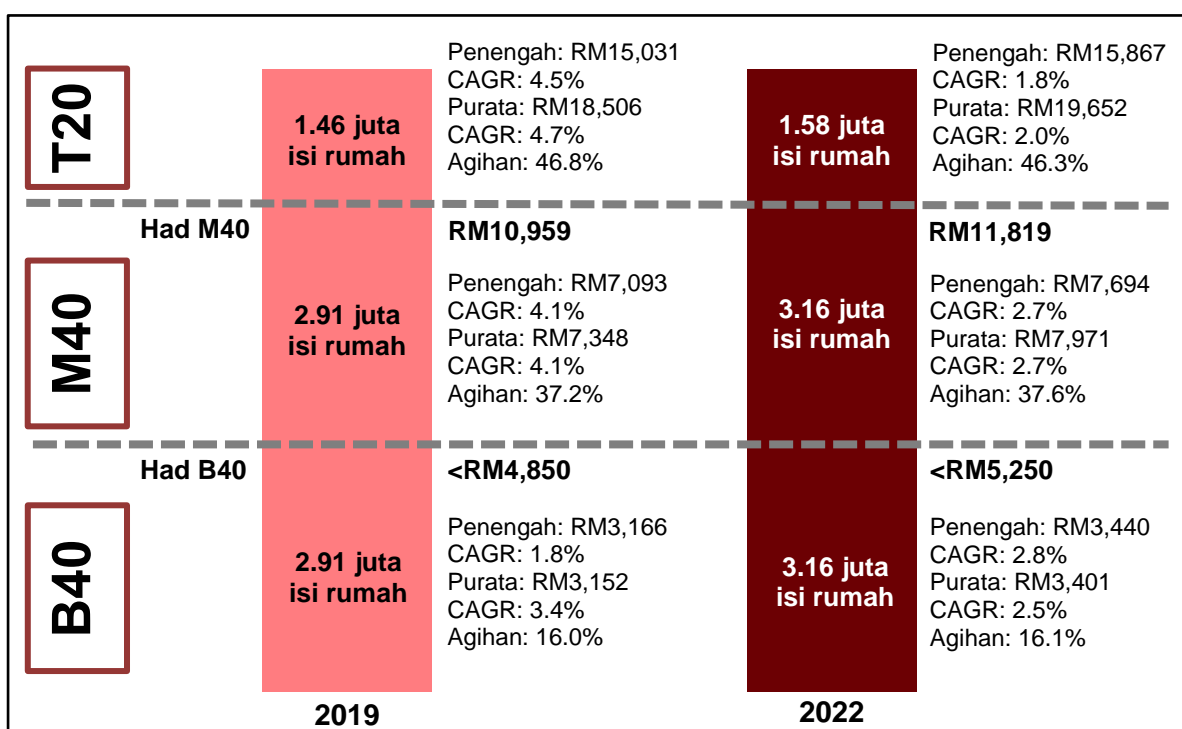 T20
1.46 juta
isi rumah
Penengah: RM15,031
CAGR: 4.5%
Purata: RM18,506
CAGR: 4.7%
Agihan: 46.8%
1.58 juta
isi rumah
Penengah: RM15,867
CAGR: 1.8%
Purata: RM19,652
CAGR: 2.0%
Agihan: 46.3%
Had M40
RM10,959
RM11,819
M40
2.91 juta
isi rumah
Penengah: RM7,093
CAGR: 4.1%
Purata: RM7,348
CAGR: 4.1%
Agihan: 37.2%
3.16 juta
isi rumah
Penengah: RM7,694
CAGR: 2.7%
Purata: RM7,971
CAGR: 2.7%
Agihan: 37.6%
Had B40
<RM4,850
<RM5,250
B40
2.91 juta
isi rumah
Penengah: RM3,166
CAGR: 1.8%
Purata: RM3,152
CAGR: 3.4%
Agihan: 16.0%
3.16 juta
isi rumah
Penengah: RM3,440
CAGR: 2.8%
Purata: RM3,401
CAGR: 2.5%
Agihan: 16.1%
2019
2022